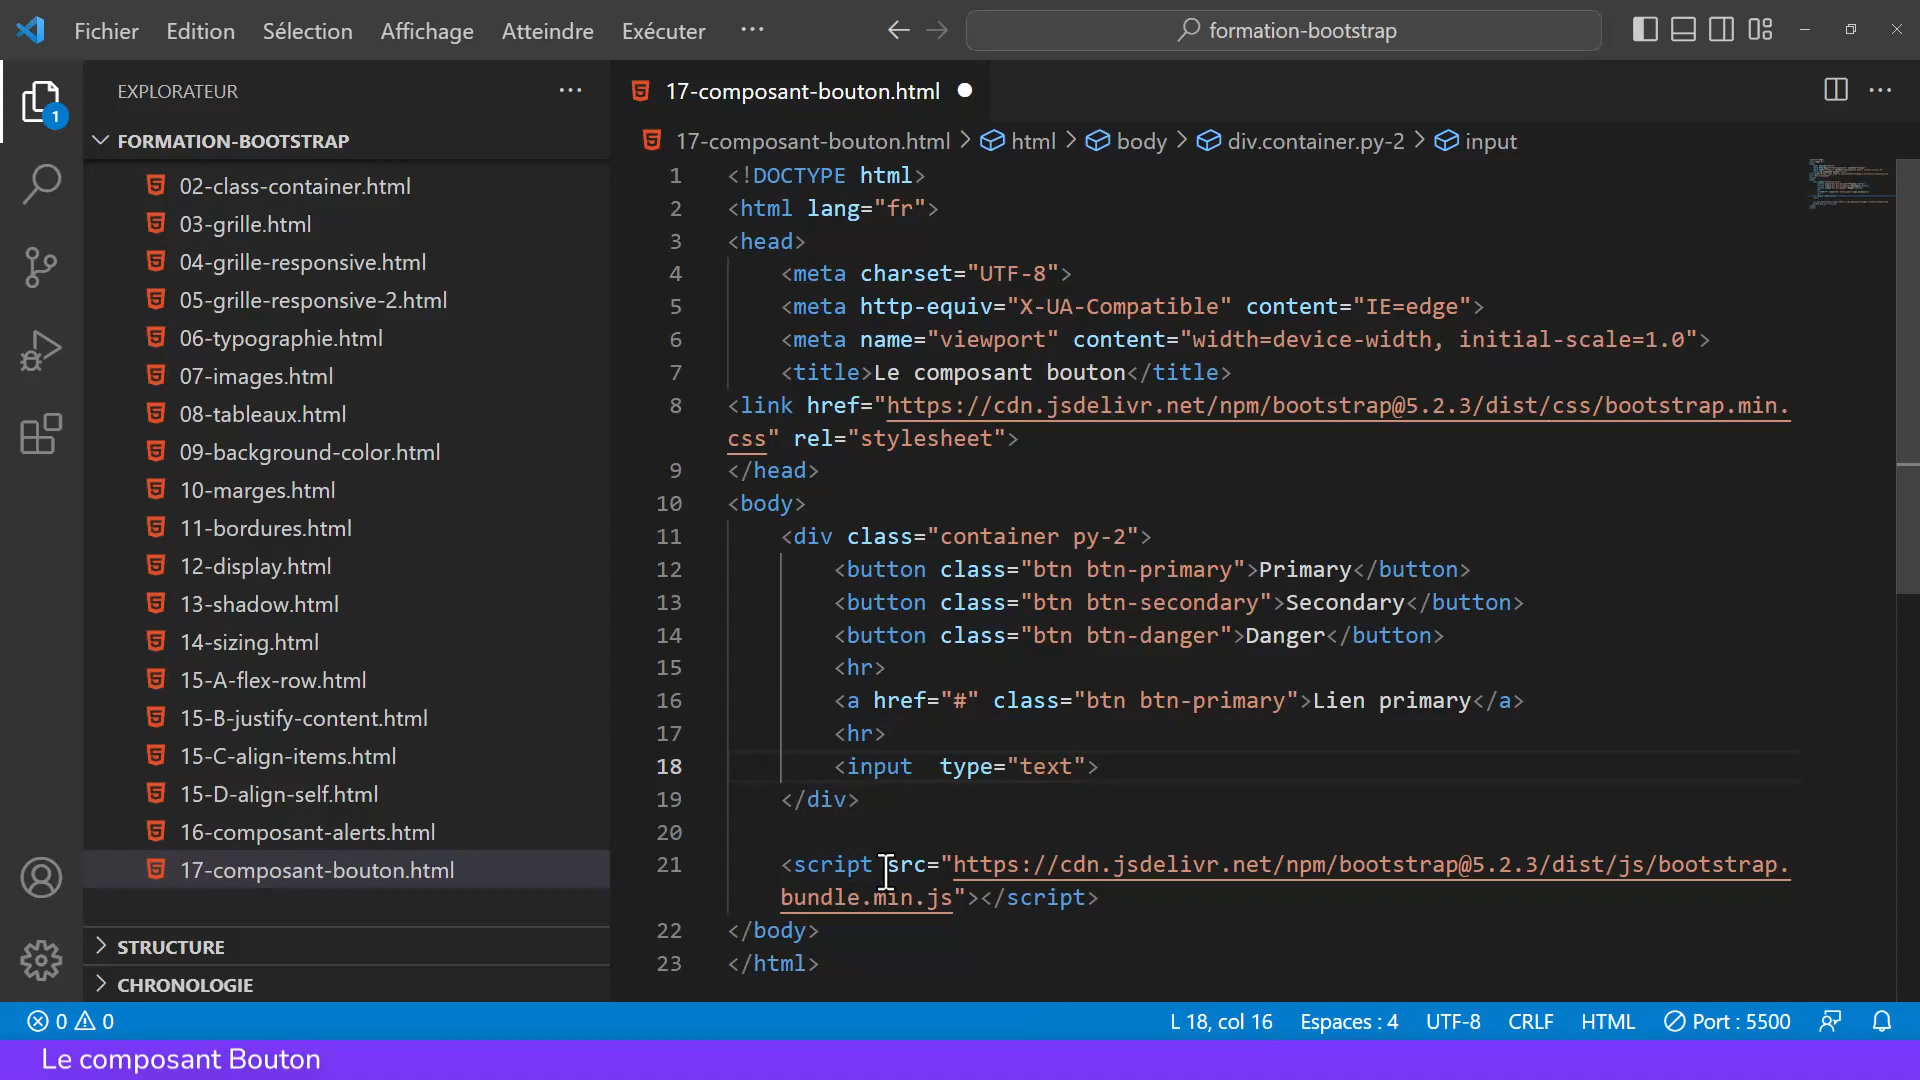 Fichier Edition Sélection Affichage Atteindre Exécuter ··· formation-bootstrap
EXPLORATEUR ···
FORMATION-BOOTSTRAP
02-class-container.html
03-grille.html
04-grille-responsive.html
05-grille-responsive-2.html
06-typographie.html
07-images.html
08-tableaux.html
09-background-color.html
10-marges.html
11-bordures.html
12-display.html
13-shadow.html
14-sizing.html
15-A-flex-row.html
15-B-justify-content.html
15-C-align-items.html
15-D-align-self.html
16-composant-alerts.html
17-composant-bouton.html
STRUCTURE
CHRONOLOGIE
1
17-composant-bouton.html
17-composant-bouton.html > html > body > div.container.py-2 > input
1 <!DOCTYPE html>
2 <html lang="fr">
3 <head>
4 <meta charset="UTF-8">
5 <meta http-equiv="X-UA-Compatible" content="IE=edge">
6 <meta name="viewport" content="width=device-width, initial-scale=1.0">
7 <title>Le composant bouton</title>
8 <link href="https://cdn.jsdelivr.net/npm/bootstrap@5.2.3/dist/css/bootstrap.min.
css" rel="stylesheet">
9 </head>
10 <body>
11 <div class="container py-2">
12 <button class="btn btn-primary">Primary</button>
13 <button class="btn btn-secondary">Secondary</button>
14 <button class="btn btn-danger">Danger</button>
15 <hr>
16 <a href="#" class="btn btn-primary">Lien primary</a>
17 <hr>
18 <input  type="text">
19 </div>
20
21 <script src="https://cdn.jsdelivr.net/npm/bootstrap@5.2.3/dist/js/bootstrap.
bundle.min.js"></script>
22 </body>
23 </html>
0 0 L 18, col 16 Espaces : 4 UTF-8 CRLF HTML Port : 5500
Le composant Bouton